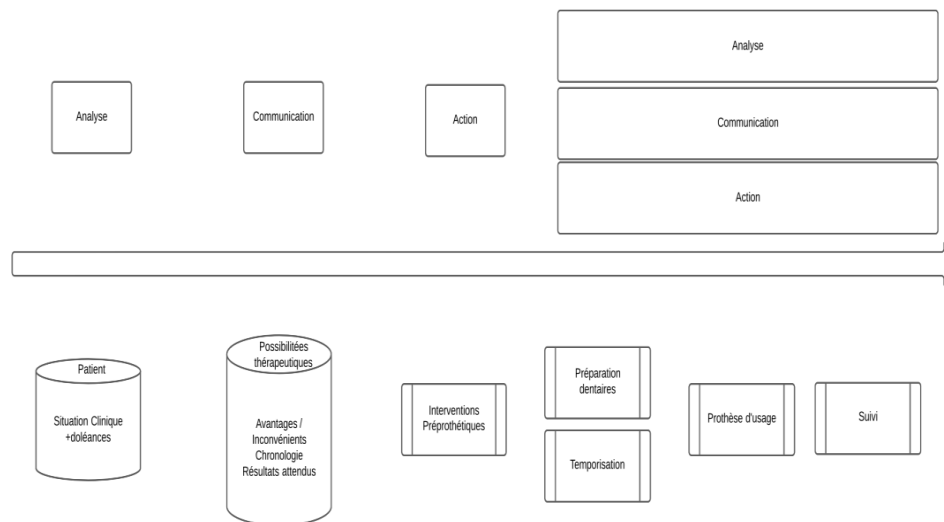 Analyse
Communication
Action
Analyse
Communication
Action
Patient
Situation Clinique
+doléances
Possibilitées
thérapeutiques
Avantages /
Inconvénients
Chronologie
Résultats attendus
Interventions
Préprothétiques
Préparation
dentaires
Temporisation
Prothèse d'usage
Suivi